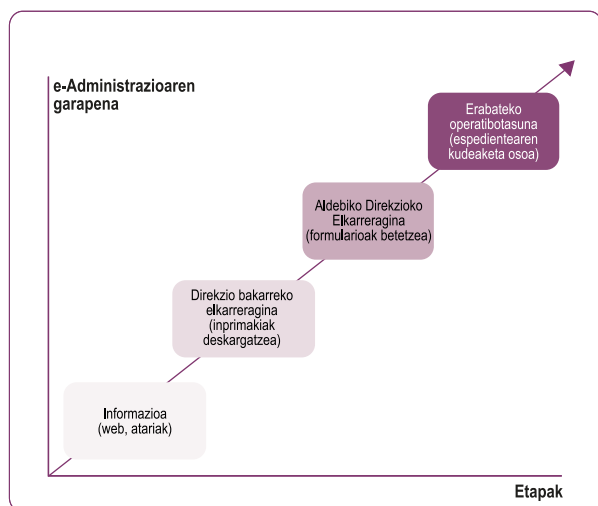 e-Administrazioaren
garapena
Erabateko
operatibotasuna
(espedientearen
kudeaketa osoa)
Aldebiko Direkzioko
Elkarreragina
(formularioak betetzea)
Direkzio bakarreko
elkarreragina
(inprimakiak
deskargatzea)
Informazioa
(web, atariak)
Etapak